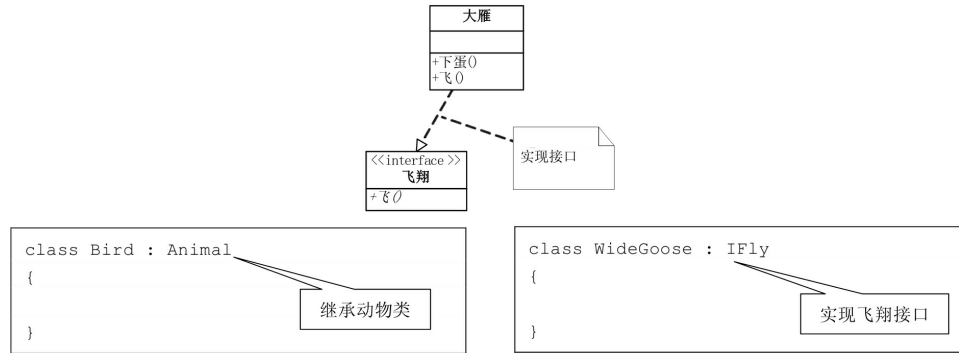 大雁
+下蛋()
+飞()
<<interface>>
飞翔
+飞()
实现接口
class Bird : Animal
{
继承动物类
}
class WideGoose : IFly
{
实现飞翔接口
}